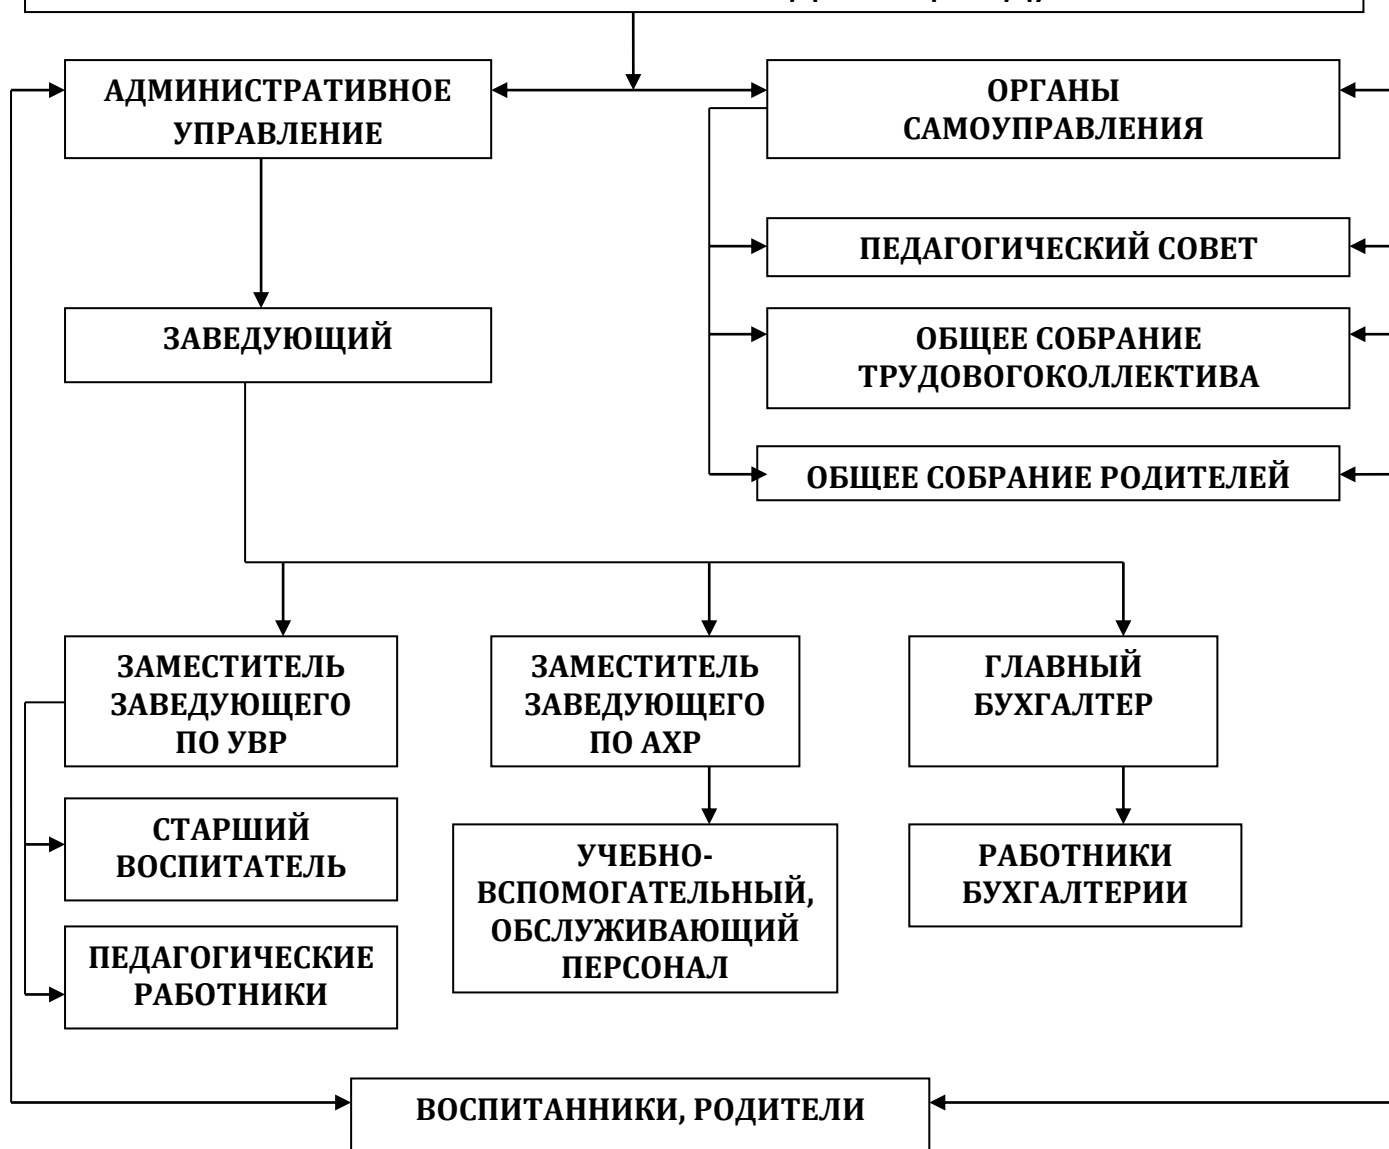 АДМИНИСТРАТИВНОЕ
УПРАВЛЕНИЕ
ОРГАНЫ
САМОУПРАВЛЕНИЯ
ПЕДАГОГИЧЕСКИЙ СОВЕТ
ЗАВЕДУЮЩИЙ
ОБЩЕЕ СОБРАНИЕ
ТРУДОВОГОКОЛЛЕКТИВА
ОБЩЕЕ СОБРАНИЕ РОДИТЕЛЕЙ
ЗАМЕСТИТЕЛЬ
ЗАВЕДУЮЩЕГО
ПО УВР
ЗАМЕСТИТЕЛЬ
ЗАВЕДУЮЩЕГО
ПО АХР
ГЛАВНЫЙ
БУХГАЛТЕР
СТАРШИЙ
ВОСПИТАТЕЛЬ
УЧЕБНО-
ВСПОМОГАТЕЛЬНЫЙ,
ОБСЛУЖИВАЮЩИЙ
ПЕРСОНАЛ
РАБОТНИКИ
БУХГАЛТЕРИИ
ПЕДАГОГИЧЕСКИЕ
РАБОТНИКИ
ВОСПИТАННИКИ, РОДИТЕЛИ